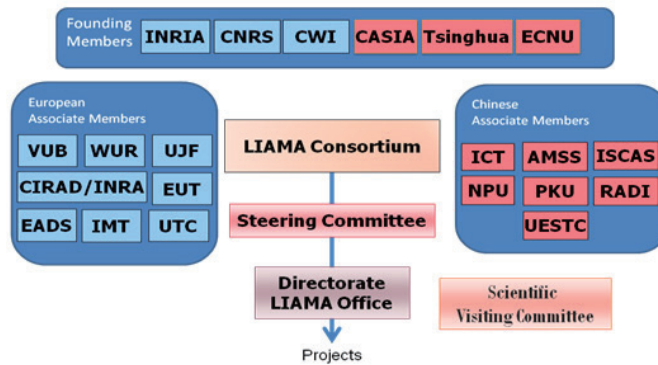 Founding
Members
INRIA CNRS CWI CASIA Tsinghua ECNU
European
Associate Members
VUB WUR UJF
CIRAD/INRA EUT
EADS IMT UTC
LIAMA Consortium
Steering Committee
Directorate
LIAMA Office
Projects
Chinese
Associate Members
ICT AMSS ISCAS
NPU PKU RADI
UESTC
Scientific
Visiting Committee